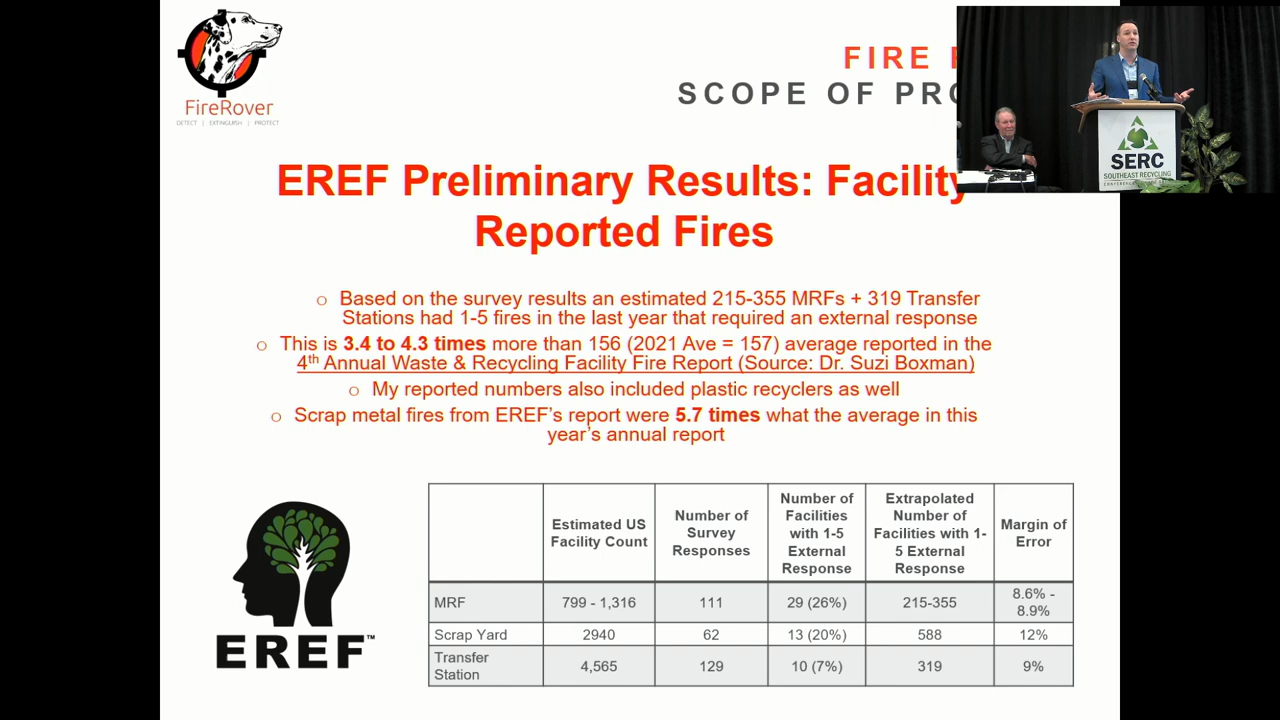 FireRover
DETECT | EXTINGUISH | PROTECT
FIRE
SCOPE OF PRO
SERC
SOUTHEAST RECYCLING
EREF Preliminary Results: Facility
Reported Fires
o Based on the survey results an estimated 215-355 MRFs + 319 Transfer
Stations had 1-5 fires in the last year that required an external response
o This is 3.4 to 4.3 times more than 156 (2021 Ave = 157) average reported in the
4th Annual Waste & Recycling Facility Fire Report (Source: Dr. Suzi Boxman)
o My reported numbers also included plastic recyclers as well
o Scrap metal fires from EREF's report were 5.7 times what the average in this
year's annual report
EREF™
Estimated US
Facility Count
Number of
Survey
Responses
Number of
Facilities
with 1-5
External
Response
Extrapolated
Number of
Facilities with 1-
5 External
Response
Margin of
Error
MRF 799 - 1,316 111 29 (26%) 215-355 8.6% -
8.9%
Scrap Yard 2940 62 13 (20%) 588 12%
Transfer
Station 4,565 129 10 (7%) 319 9%